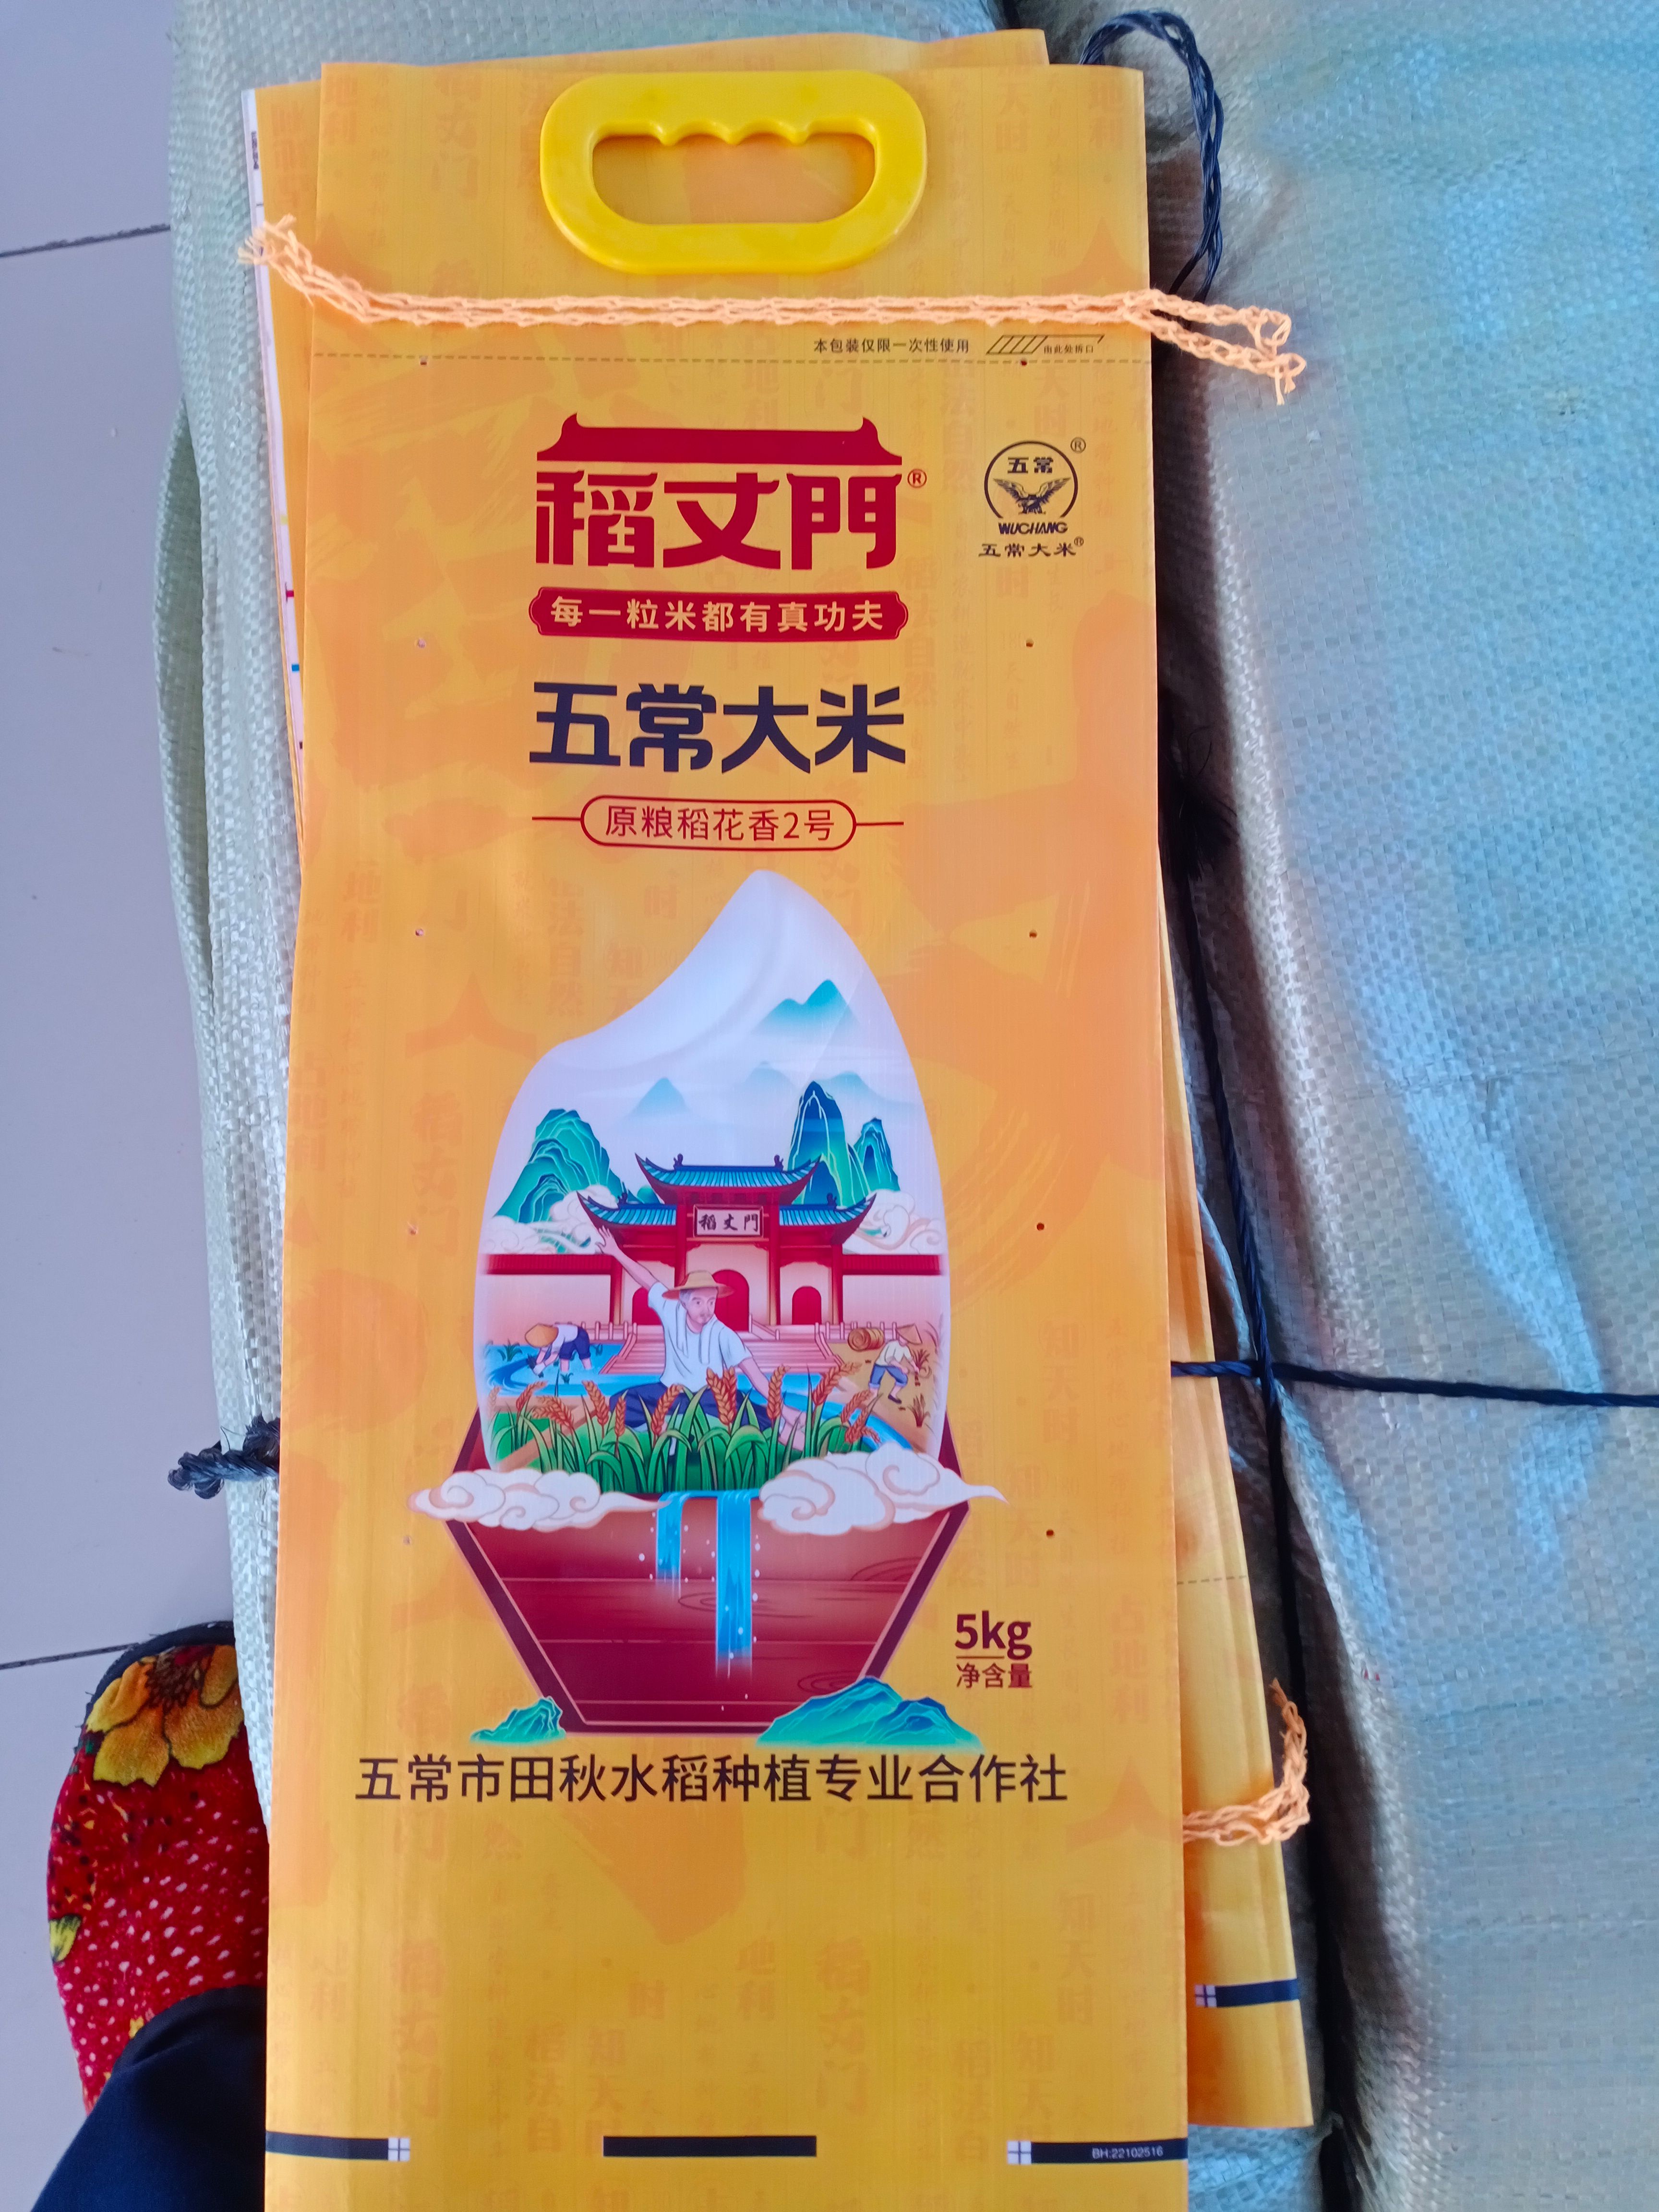 本包装仅限一次性使用
由此处拆口
稻丈門®
五常
®
WUCHANG
五常大米®
每一粒米都有真功夫
五常大米
原粮稻花香2号
稻丈門
5kg
净含量
五常市田秋水稻种植专业合作社
BH:22102516